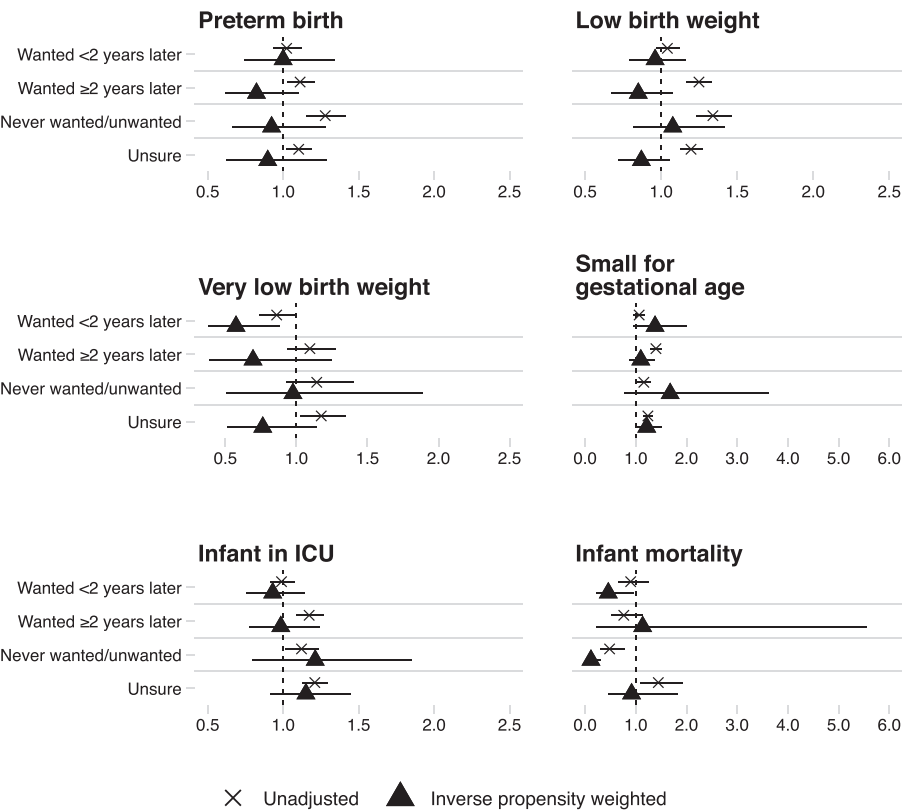 Preterm birth
Low birth weight
Wanted <2 years later
Wanted ≥2 years later
Never wanted/unwanted
Unsure
0.5 1.0 1.5 2.0 2.5
0.5 1.0 1.5 2.0 2.5
Very low birth weight
Small for
gestational age
Wanted <2 years later
Wanted ≥2 years later
Never wanted/unwanted
Unsure
0.5 1.0 1.5 2.0 2.5
0.0 1.0 2.0 3.0 4.0 5.0 6.0
Infant in ICU
Infant mortality
Wanted <2 years later
Wanted ≥2 years later
Never wanted/unwanted
Unsure
0.5 1.0 1.5 2.0 2.5
0.0 1.0 2.0 3.0 4.0 5.0 6.0
Unadjusted
Inverse propensity weighted